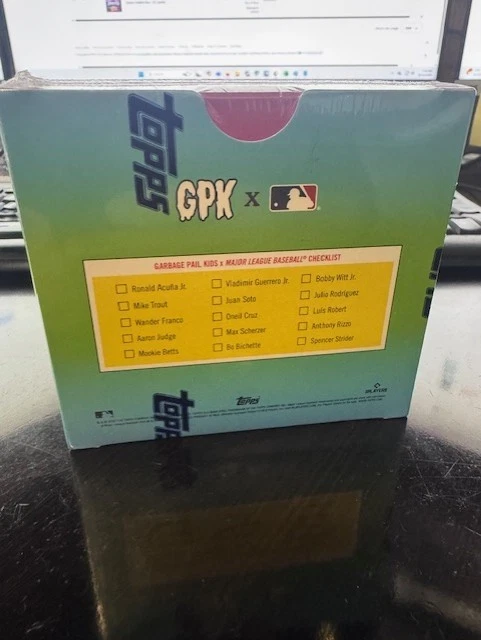 Topps
GPK x
GARBAGE PAIL KIDS x MAJOR LEAGUE BASEBALL® CHECKLIST
Ronald Acuña Jr.
Mike Trout
Wander Franco
Aaron Judge
Mookie Betts
Vladimir Guerrero Jr.
Juan Soto
Oneil Cruz
Max Scherzer
Bo Bichette
Bobby Witt Jr.
Julio Rodríguez
Luis Robert
Anthony Rizzo
Spencer Strider
Topps
Topps